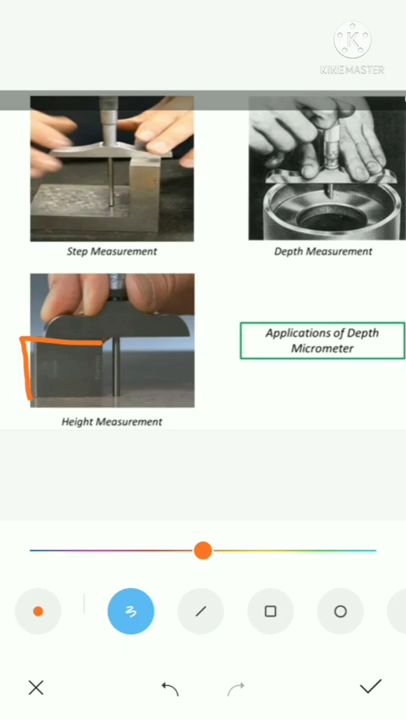 KINEMASTER
Step Measurement
Depth Measurement
Applications of Depth
Micrometer
Height Measurement